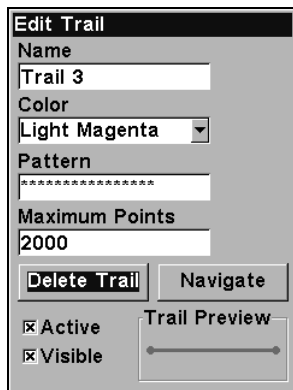 Edit Trail
Name
Trail 3
Color
Light Magenta
Pattern
****************
Maximum Points
2000
Delete Trail Navigate
Active
Trail Preview
Visible